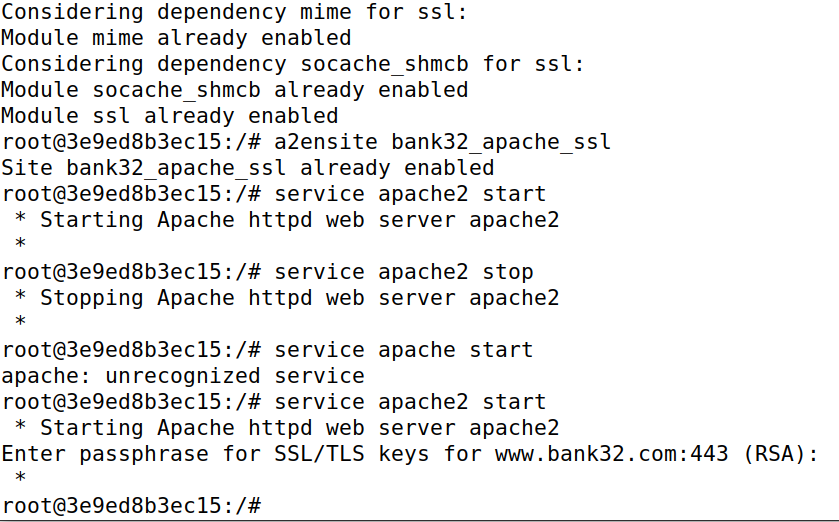 Considering dependency mime for ssl:
Module mime already enabled
Considering dependency socache_shmcb for ssl:
Module socache_shmcb already enabled
Module ssl already enabled
root@3e9ed8b3ec15:/# a2ensite bank32_apache_ssl
Site bank32_apache_ssl already enabled
root@3e9ed8b3ec15:/# service apache2 start
 * Starting Apache httpd web server apache2
 *
root@3e9ed8b3ec15:/# service apache2 stop
 * Stopping Apache httpd web server apache2
 *
root@3e9ed8b3ec15:/# service apache start
apache: unrecognized service
root@3e9ed8b3ec15:/# service apache2 start
 * Starting Apache httpd web server apache2
Enter passphrase for SSL/TLS keys for www.bank32.com:443 (RSA):
 *
root@3e9ed8b3ec15:/#